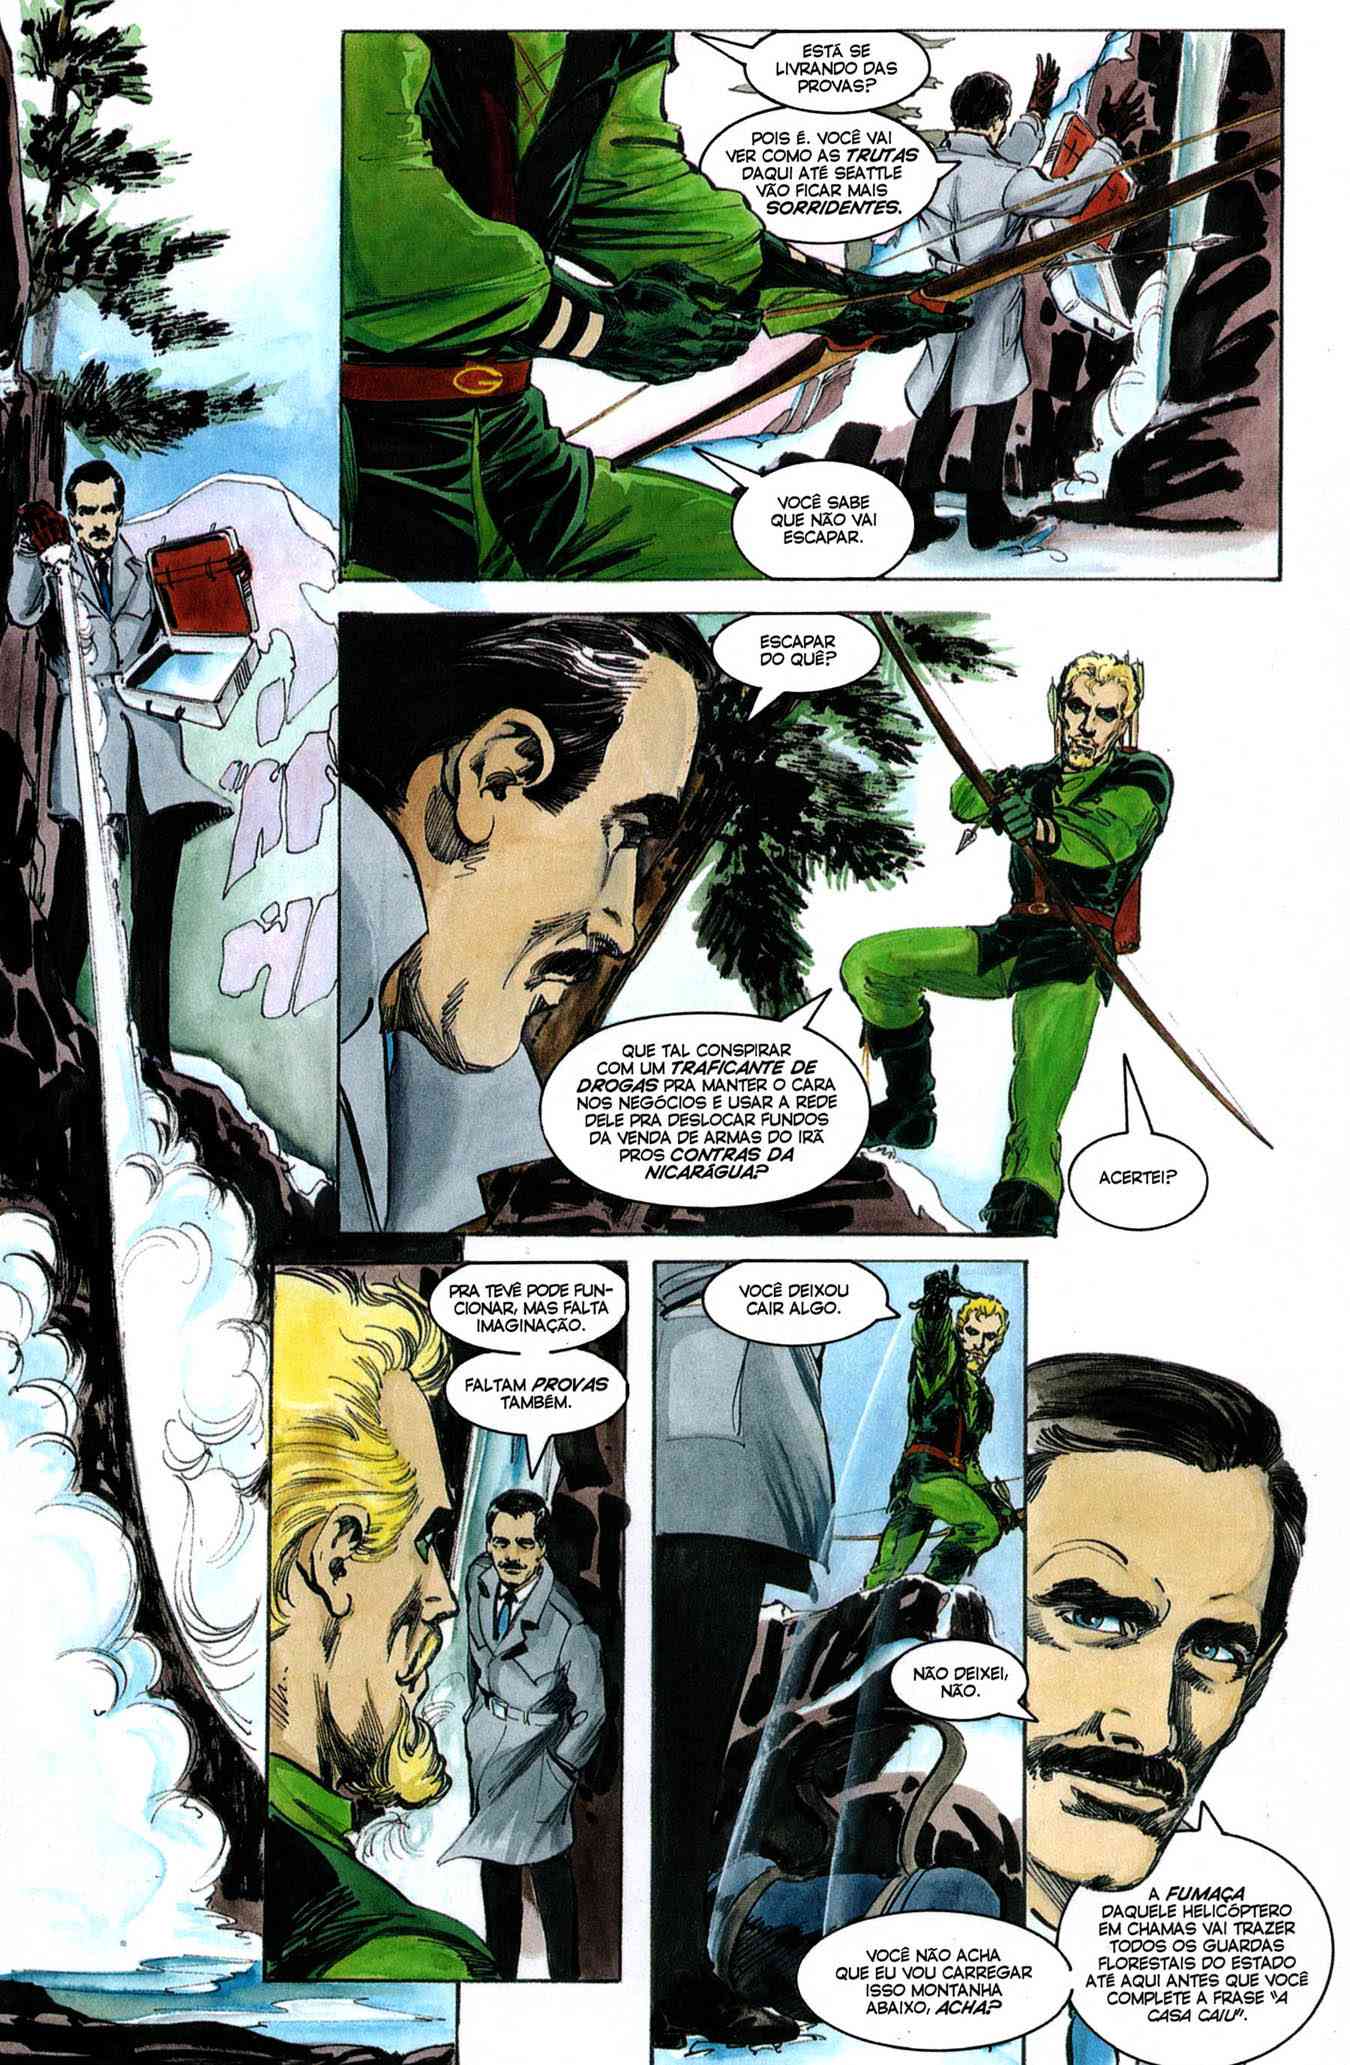 ESTÁ SE
LIVRANDO DAS
PROVAS?
POIS É. VOCÊ VAI
VER COMO AS TRUTAS
DAQUI ATÉ SEATTLE
VÃO FICAR MAIS
SORRIDENTES.
G
VOCÊ SABE
QUE NÃO VAI
ESCAPAR.
ESCAPAR
DO QUÊ?
QUE TAL CONSPIRAR
COM UM TRAFICANTE DE
DROGAS PRA MANTER O CARA
NOS NEGÓCIOS E USAR A REDE
DELE PRA DESLOCAR FUNDOS
DA VENDA DE ARMAS DO IRÃ
PROS CONTRAS DA
NICARÁGUA?
ACERTEI?
PRA TEVÊ PODE FUN-
CIONAR, MAS FALTA
IMAGINAÇÃO.
FALTAM PROVAS
TAMBÉM.
VOCÊ DEIXOU
CAIR ALGO.
NÃO DEIXEI,
NÃO.
VOCÊ NÃO ACHA
QUE EU VOU CARREGAR
ISSO MONTANHA
ABAIXO, ACHA?
A FUMAÇA
DAQUELE HELICÓPTERO
EM CHAMAS VAI TRAZER
TODOS OS GUARDAS
FLORESTAIS DO ESTADO
ATÉ AQUI ANTES QUE VOCÊ
COMPLETE A FRASE "A
CASA CAIU".